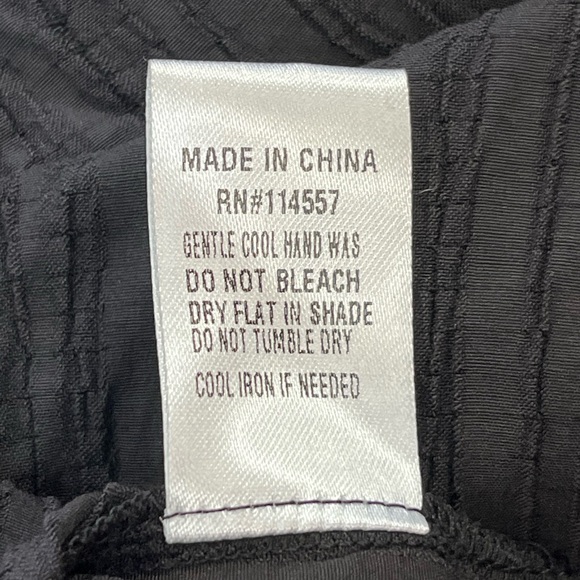 MADE IN CHINA
RN#114557
GENTLE COOL HAND WAS
DO NOT BLEACH
DRY FLAT IN SHADE
DO NOT TUMBLE DRY
COOL IRON IF NEEDED